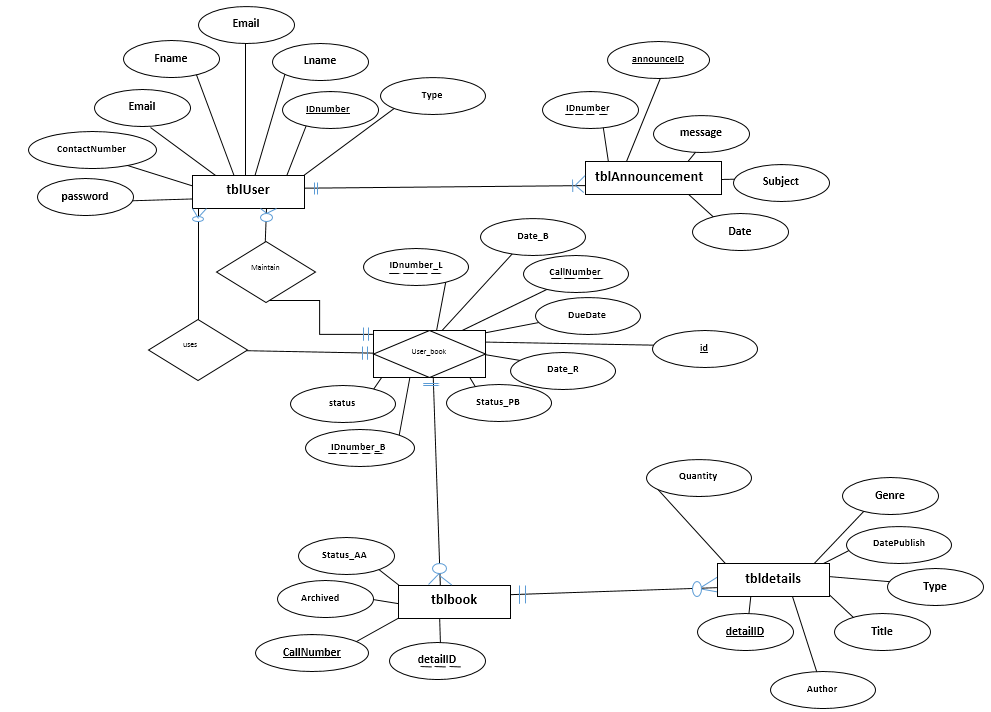 Email
Fname
Lname
Email
IDnumber
Type
ContactNumber
password
tblUser
announceID
IDnumber
message
tblAnnouncement
Subject
Date
Maintain
uses
IDnumber_L
Date_B
CallNumber
DueDate
id
User_book
Date_R
status
Status_PB
IDnumber_B
Quantity
Genre
DatePublish
Type
tbldetails
detailID
Title
Author
Status_AA
Archived
tblbook
CallNumber
detailID